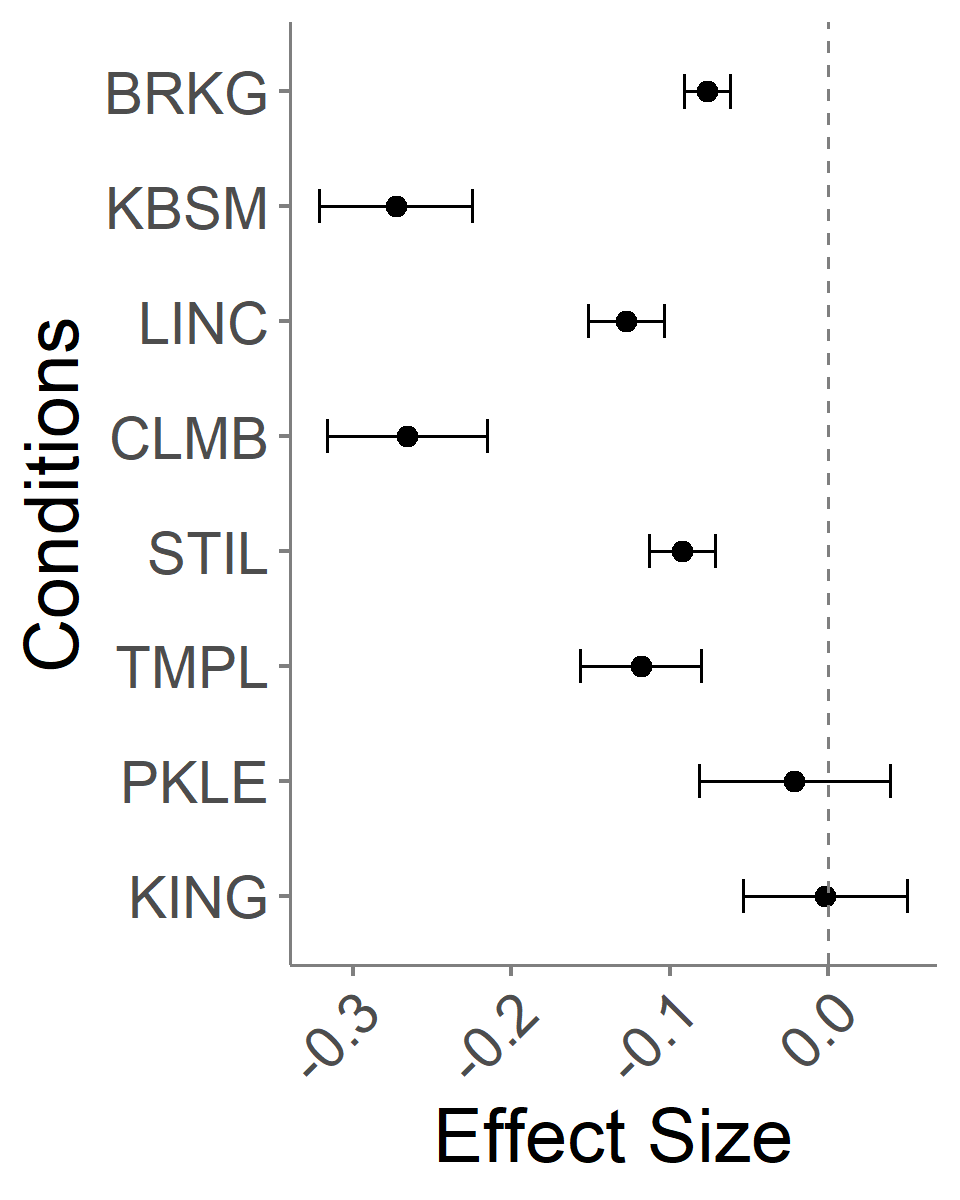 Conditions
BRKG
KBSM
LINC
CLMB
STIL
TMPL
PKLE
KING
-0.3
-0.2
-0.1
0.0
Effect Size